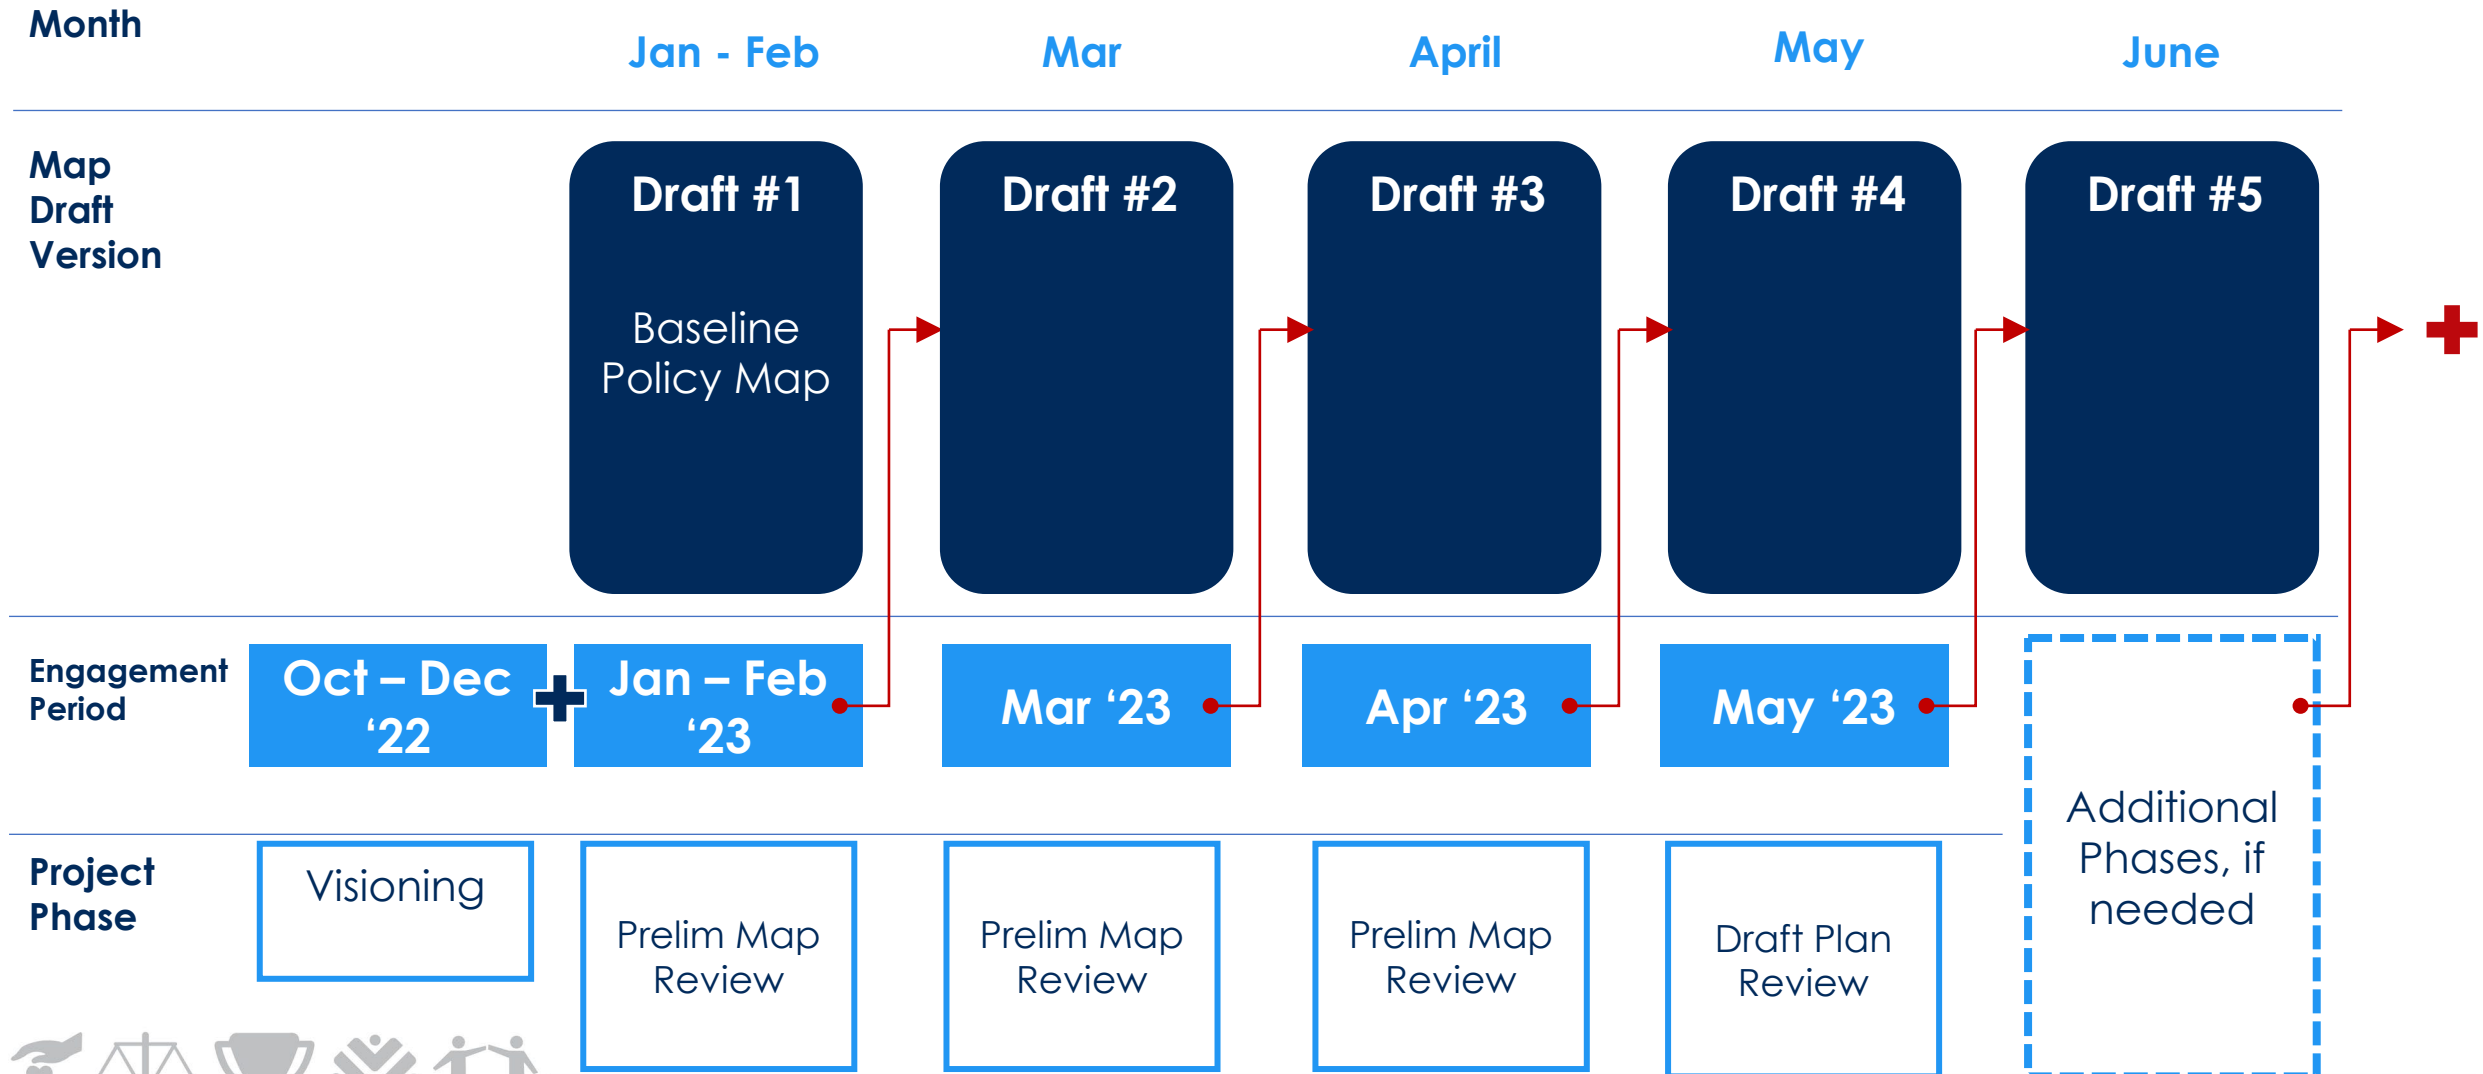 Month
Jan - Feb
Mar
April
May
June
Map
Draft
Version
Draft #1
Baseline
Policy Map
Draft #2
Draft #3
Draft #4
Draft #5
Engagement
Period
Oct – Dec
‘22
Jan – Feb
‘23
Mar ‘23
Apr ‘23
May ‘23
Additional
Phases, if
needed
Project
Phase
Visioning
Prelim Map
Review
Prelim Map
Review
Prelim Map
Review
Draft Plan
Review